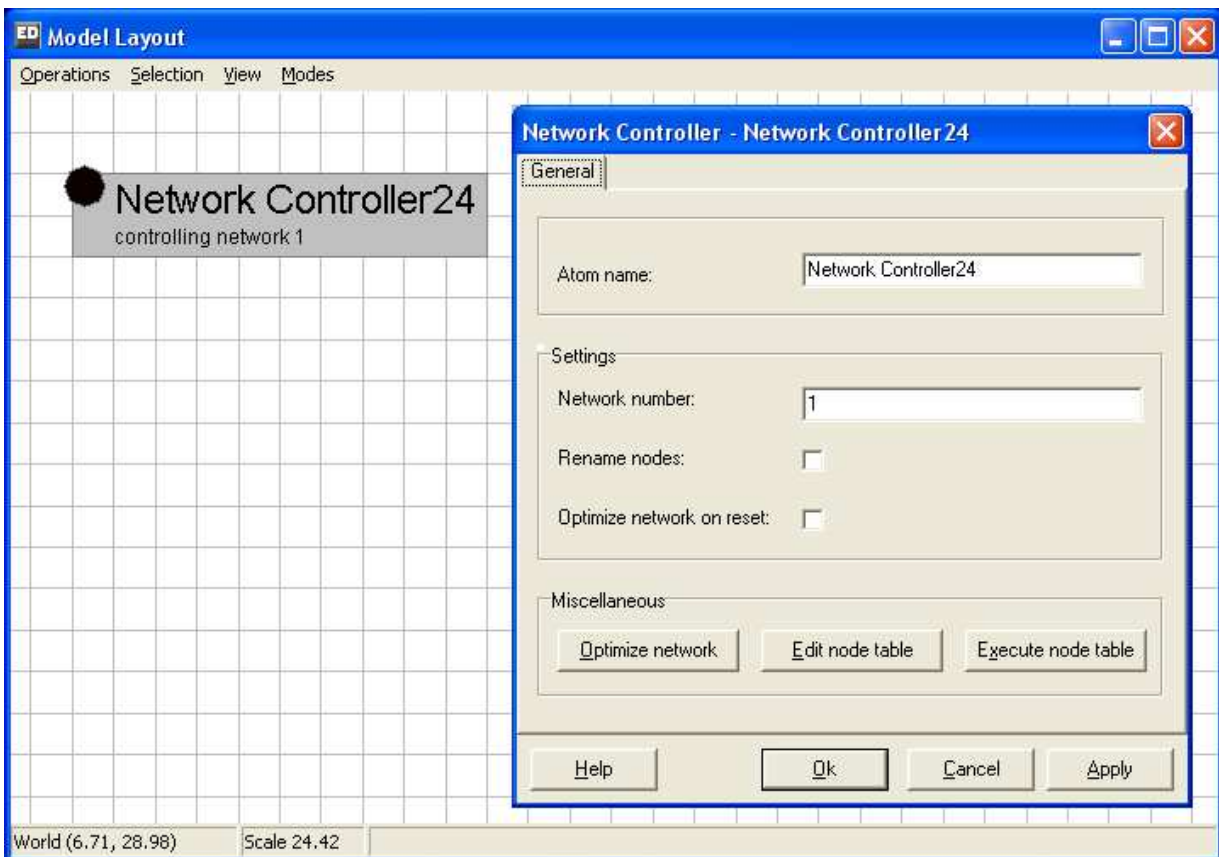 ED Model Layout
Operations Selection View Modes
Network Controller24
controlling network 1
Network Controller - Network Controller24
General
Atom name: Network Controller24
Settings
Network number: 1
Rename nodes:
Optimize network on reset:
Miscellaneous
Optimize network Edit node table Execute node table
Help Ok Cancel Apply
World (6.71, 28.98) Scale 24.42